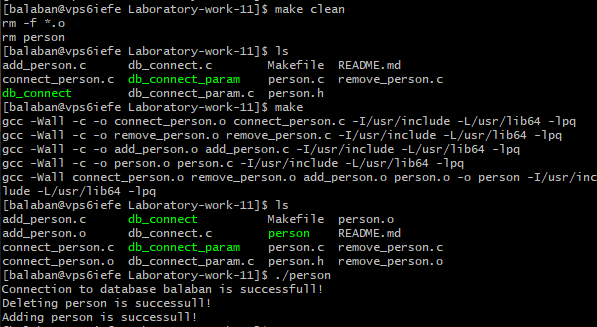 [balaban@vps6iefe Laboratory-work-11]$ make clean
rm -f *.o
rm person
[balaban@vps6iefe Laboratory-work-11]$ ls
add_person.c     db_connect.c        Makefile  README.md
connect_person.c  db_connect_param    person.c  remove_person.c
db_connect        db_connect_param.c  person.h
[balaban@vps6iefe Laboratory-work-11]$ make
gcc -Wall -c -o connect_person.o connect_person.c -I/usr/include -L/usr/lib64 -lpq
gcc -Wall -c -o remove_person.o remove_person.c -I/usr/include -L/usr/lib64 -lpq
gcc -Wall -c -o add_person.o add_person.c -I/usr/include -L/usr/lib64 -lpq
gcc -Wall -c -o person.o person.c -I/usr/include -L/usr/lib64 -lpq
gcc -Wall connect_person.o remove_person.o add_person.o person.o -o person -I/usr/inc
lude -L/usr/lib64 -lpq
[balaban@vps6iefe Laboratory-work-11]$ ls
add_person.c      db_connect          Makefile  person.o
add_person.o      db_connect.c        person    README.md
connect_person.c  db_connect_param    person.c  remove_person.c
connect_person.o  db_connect_param.c  person.h  remove_person.o
[balaban@vps6iefe Laboratory-work-11]$ ./person
Connection to database balaban is successfull!
Deleting person is successull!
Adding person is successull!